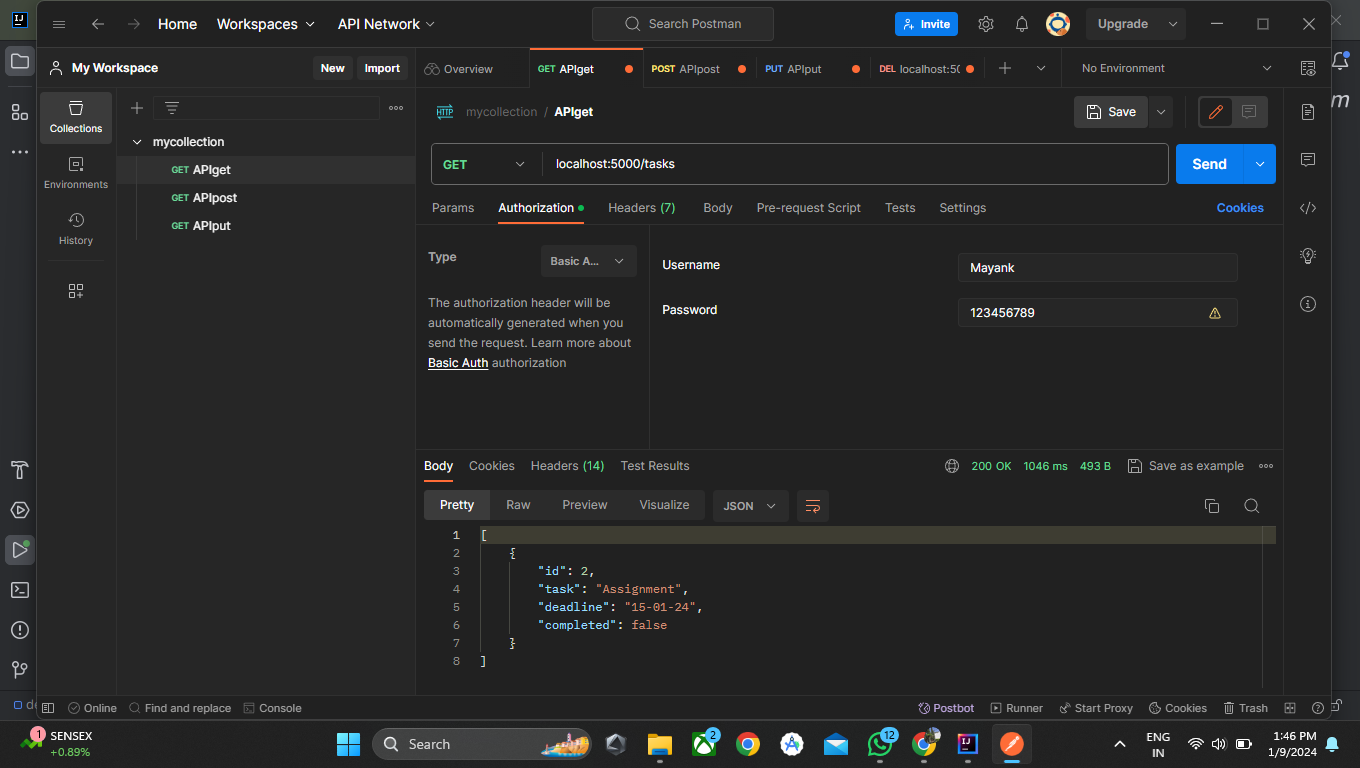 Home Workspaces API Network Search Postman Invite Upgrade
My Workspace New Import Overview GET APIget POST APIpost PUT APIput DEL localhost:50 No Environment
Collections
Environments
History
mycollection
GET APIget
GET APIpost
GET APIput
HTTP mycollection / APIget Save
GET localhost:5000/tasks Send
Params Authorization Headers (7) Body Pre-request Script Tests Settings Cookies
Type Basic A...
The authorization header will be
automatically generated when you
send the request. Learn more about
Basic Auth authorization
Username Mayank
Password 123456789
Body Cookies Headers (14) Test Results 200 OK 1046 ms 493 B Save as example
Pretty Raw Preview Visualize JSON
1 [
2 {
3 "id": 2,
4 "task": "Assignment",
5 "deadline": "15-01-24",
6 "completed": false
7 }
8 ]
Online Find and replace Console Postbot Runner Start Proxy Cookies Trash
1 SENSEX
+0.89%
Search
2
12
ENG
IN
1:46 PM
1/9/2024